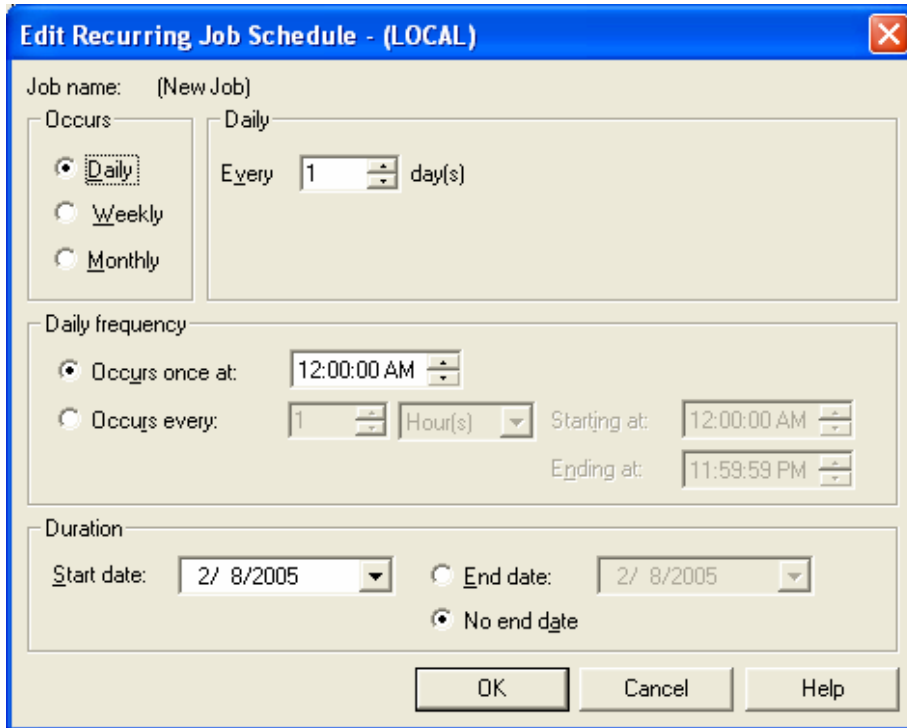 Edit Recurring Job Schedule - (LOCAL)
Job name: (New Job)
Occurs
Daily
Weekly
Monthly
Daily
Every 1 day(s)
Daily frequency
Occurs once at: 12:00:00 AM
Occurs every: 1 Hour(s) Starting at: 12:00:00 AM
Ending at: 11:59:59 PM
Duration
Start date: 2/ 8/2005 End date: 2/ 8/2005
No end date
OK Cancel Help